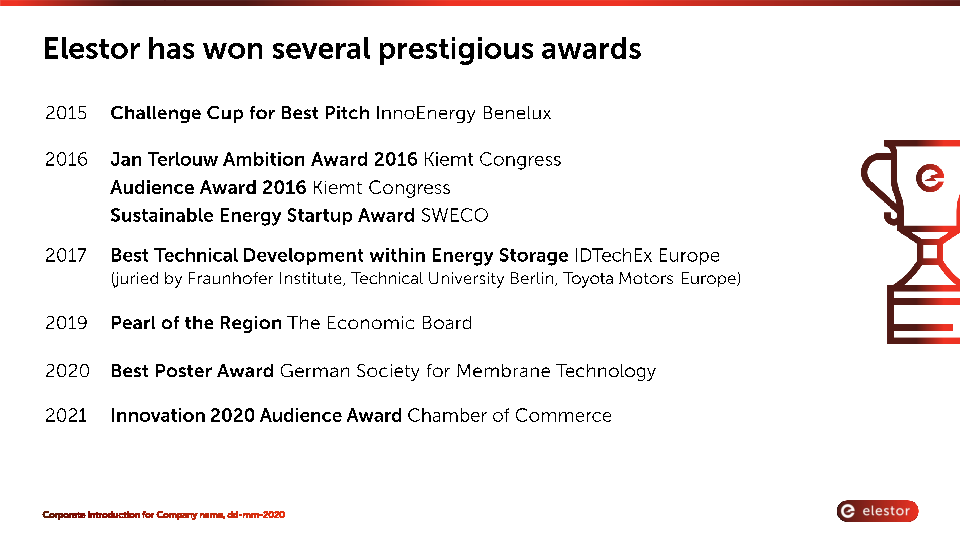 Elestor has won several prestigious awards
2015 Challenge Cup for Best Pitch InnoEnergy Benelux
2016 Jan Terlouw Ambition Award 2016 Kiemt Congress
Audience Award 2016 Kiemt Congress
Sustainable Energy Startup Award SWECO
2017 Best Technical Development within Energy Storage IDTechEx Europe
(juried by Fraunhofer Institute, Technical University Berlin, Toyota Motors Europe)
2019 Pearl of the Region The Economic Board
2020 Best Poster Award German Society for Membrane Technology
2021 Innovation 2020 Audience Award Chamber of Commerce
Corporate Introduction for Company name, dd-mm-2020
elestor